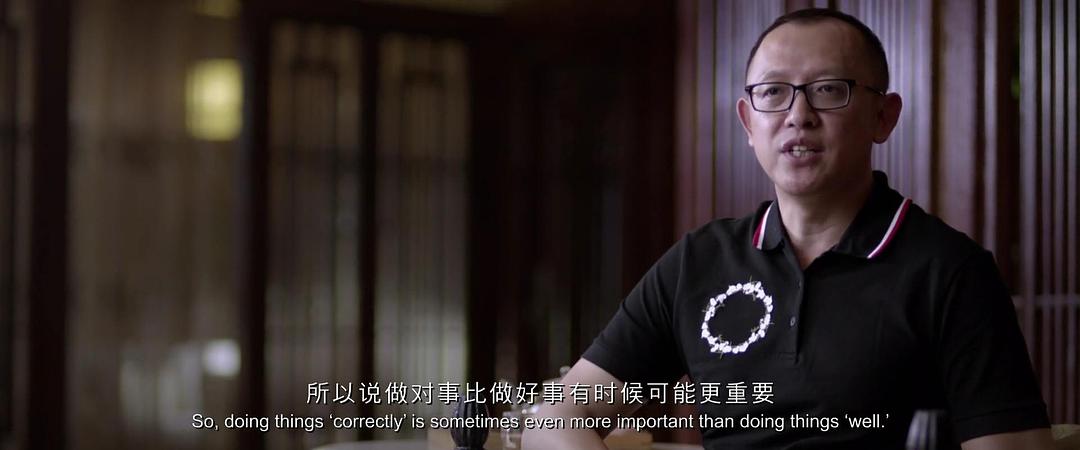 所以说做对事比做好事有时候可能更重要
So, doing things ‘correctly’ is sometimes even more important than doing things ‘well.’